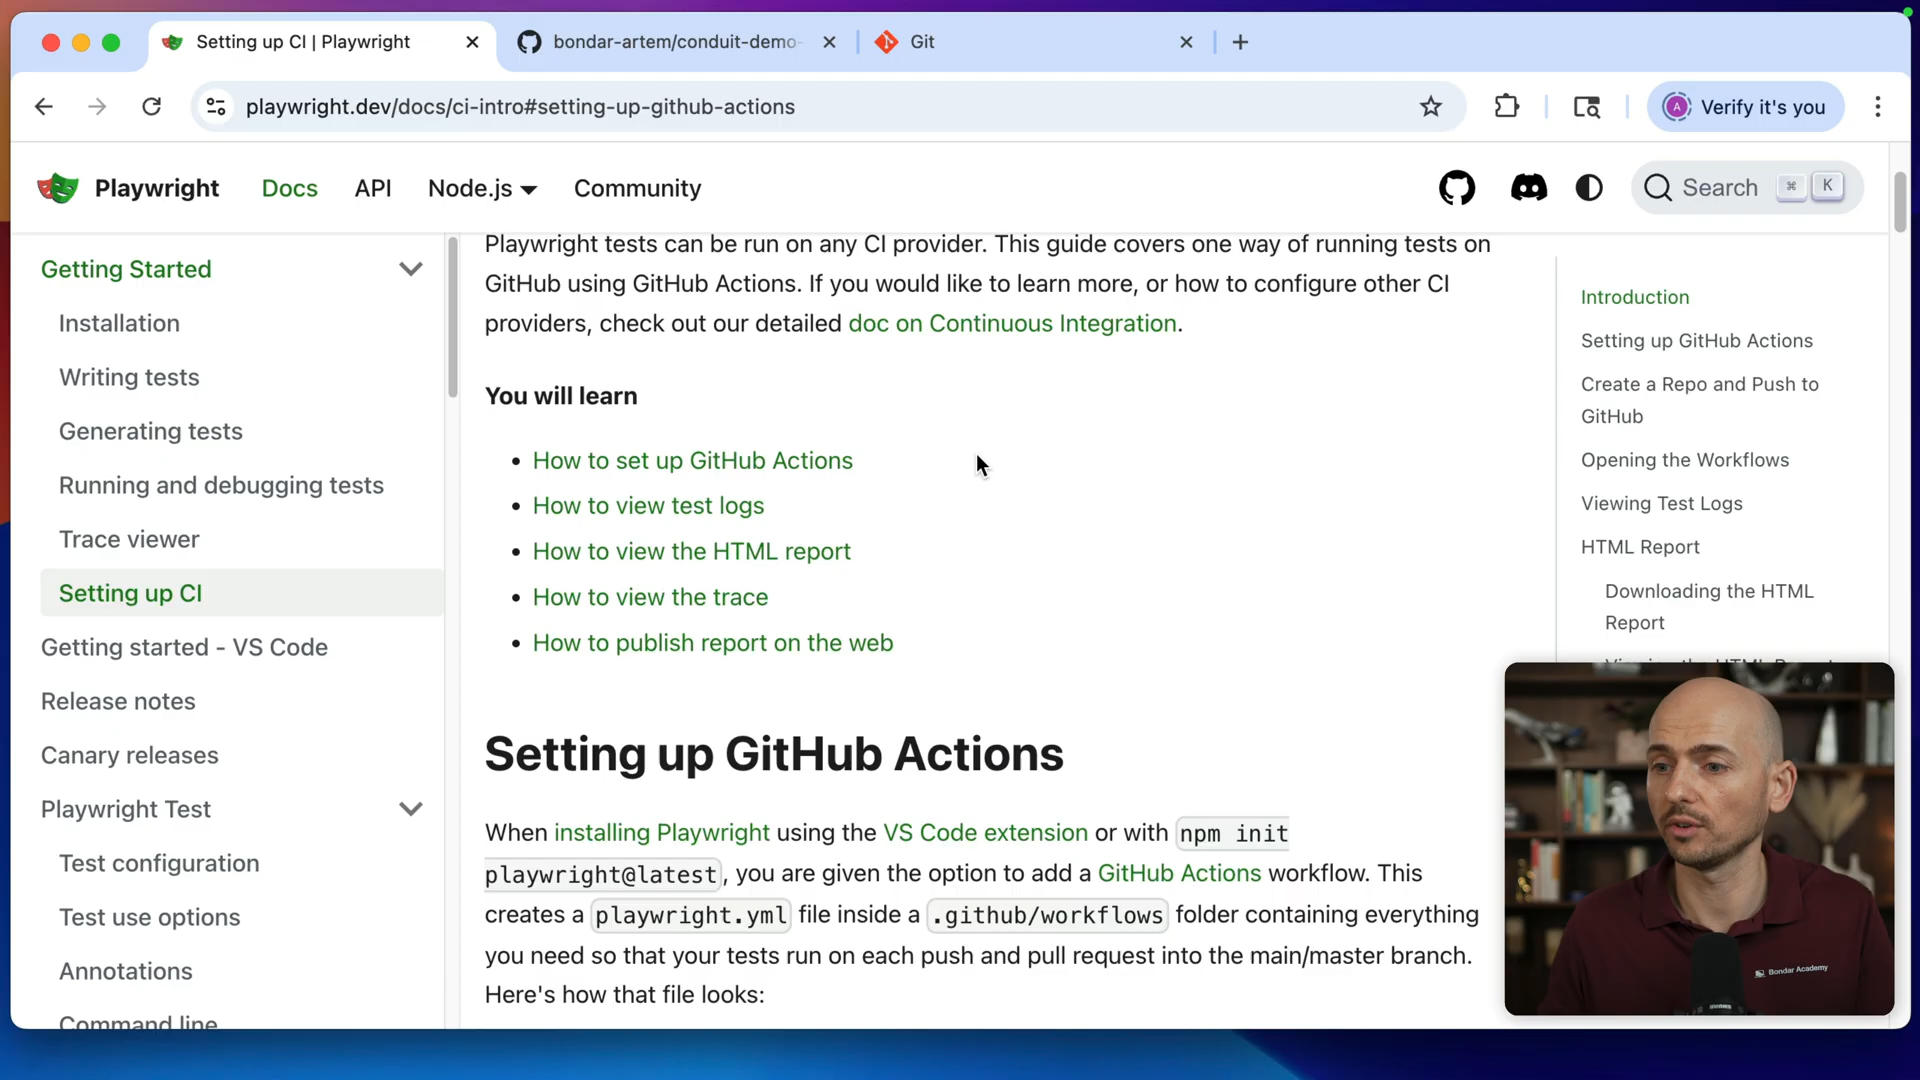 Setting up CI | Playwright
bondar-artem/conduit-demo-
Git
playwright.dev/docs/ci-intro#setting-up-github-actions
A
Verify it's you
Playwright
Docs
API
Node.js
Community
Search
⌘
K
Getting Started
Installation
Writing tests
Generating tests
Running and debugging tests
Trace viewer
Setting up CI
Getting started - VS Code
Release notes
Canary releases
Playwright Test
Test configuration
Test use options
Annotations
Command line
Playwright tests can be run on any CI provider. This guide covers one way of running tests on
GitHub using GitHub Actions. If you would like to learn more, or how to configure other CI
providers, check out our detailed doc on Continuous Integration.
You will learn
• How to set up GitHub Actions
• How to view test logs
• How to view the HTML report
• How to view the trace
• How to publish report on the web
Setting up GitHub Actions
When installing Playwright using the VS Code extension or with npm init
playwright@latest, you are given the option to add a GitHub Actions workflow. This
creates a playwright.yml file inside a .github/workflows folder containing everything
you need so that your tests run on each push and pull request into the main/master branch.
Here's how that file looks:
Introduction
Setting up GitHub Actions
Create a Repo and Push to
GitHub
Opening the Workflows
Viewing Test Logs
HTML Report
Downloading the HTML
Report
Bondar Academy